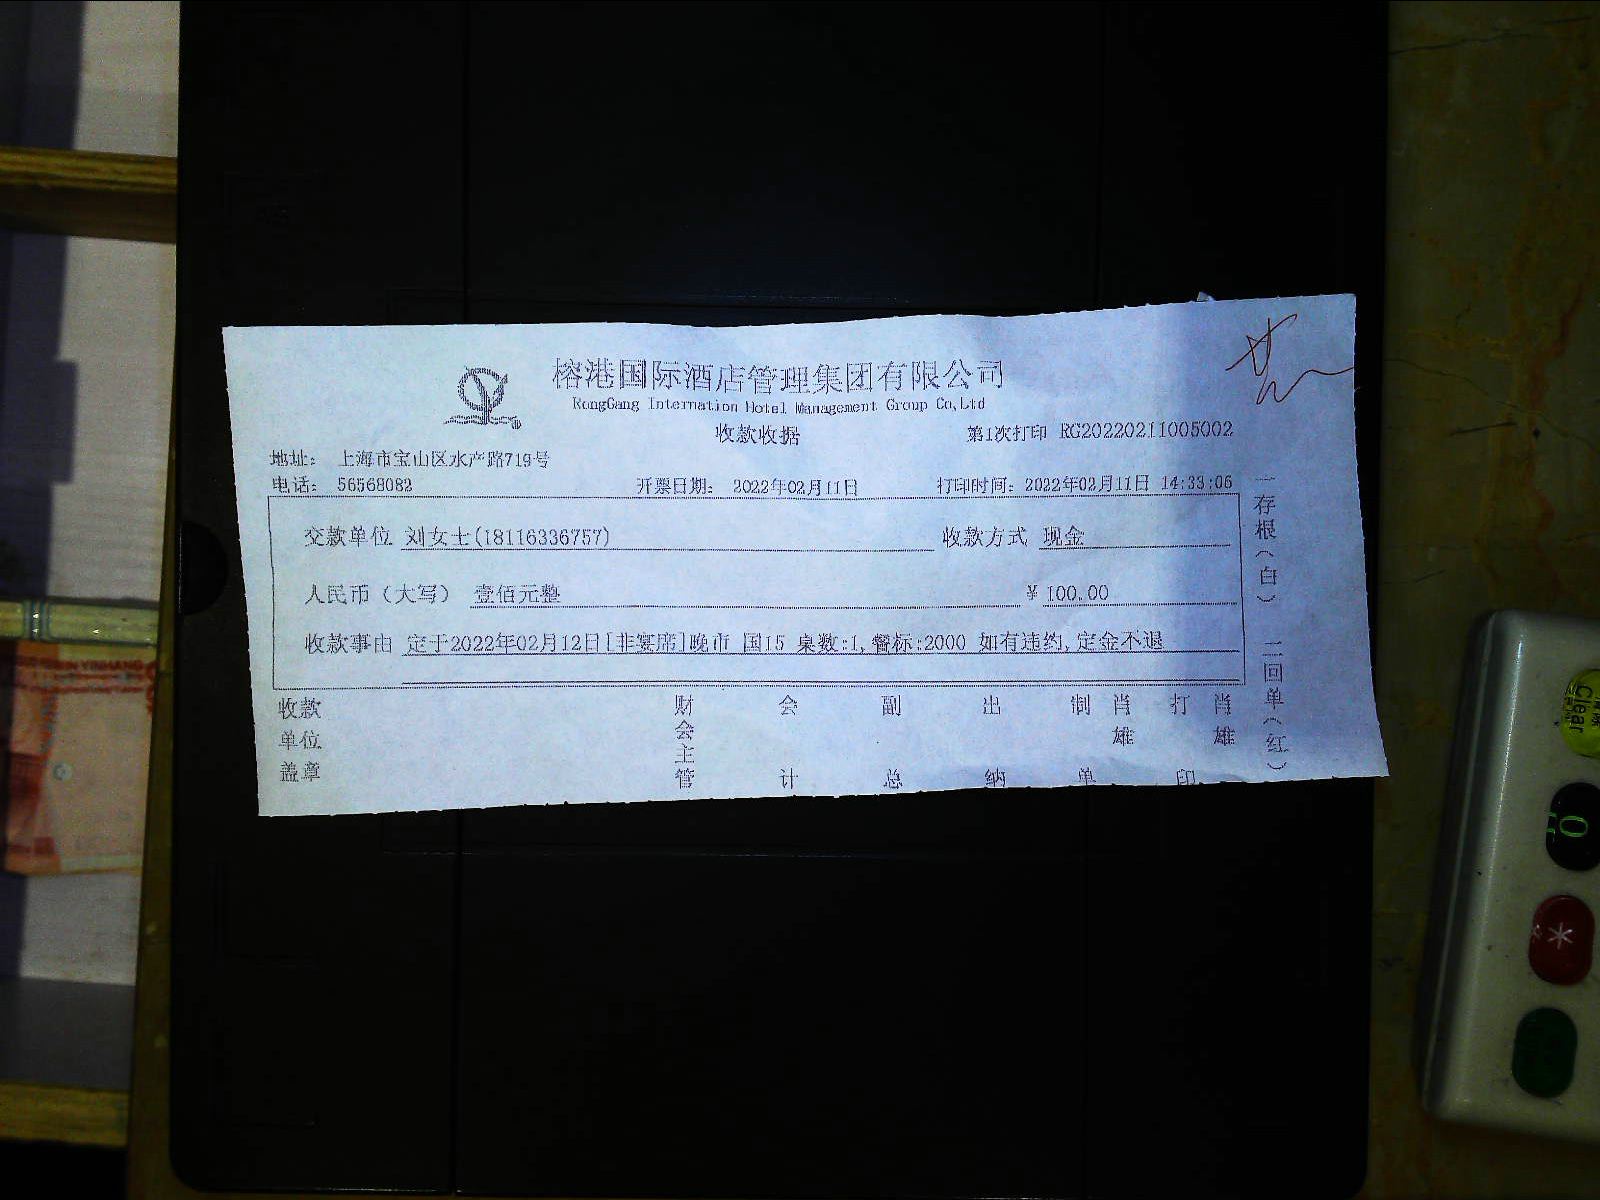 榕港国际酒店管理集团有限公司
RongGang Internation Hotel Management Group Co,Ltd
收款收据
第1次打印 RG20220211005002
地址： 上海市宝山区水产路719号
电话： 56568082 开票日期： 2022年02月11日 打印时间：2022年02月11日 14:33:06
交款单位 刘女士(18116336757) 收款方式 现金
人民币（大写） 壹佰元整 ¥ 100.00
收款事由 定于2022年02月12日[非宴席]晚市 国15 桌数:1,餐标:2000 如有违约,定金不退
收款单位盖章 财会主管 会计 副总 出纳 制单 肖雄 打印 肖雄
一存根（白） 二回单（红）
Clear
0
*